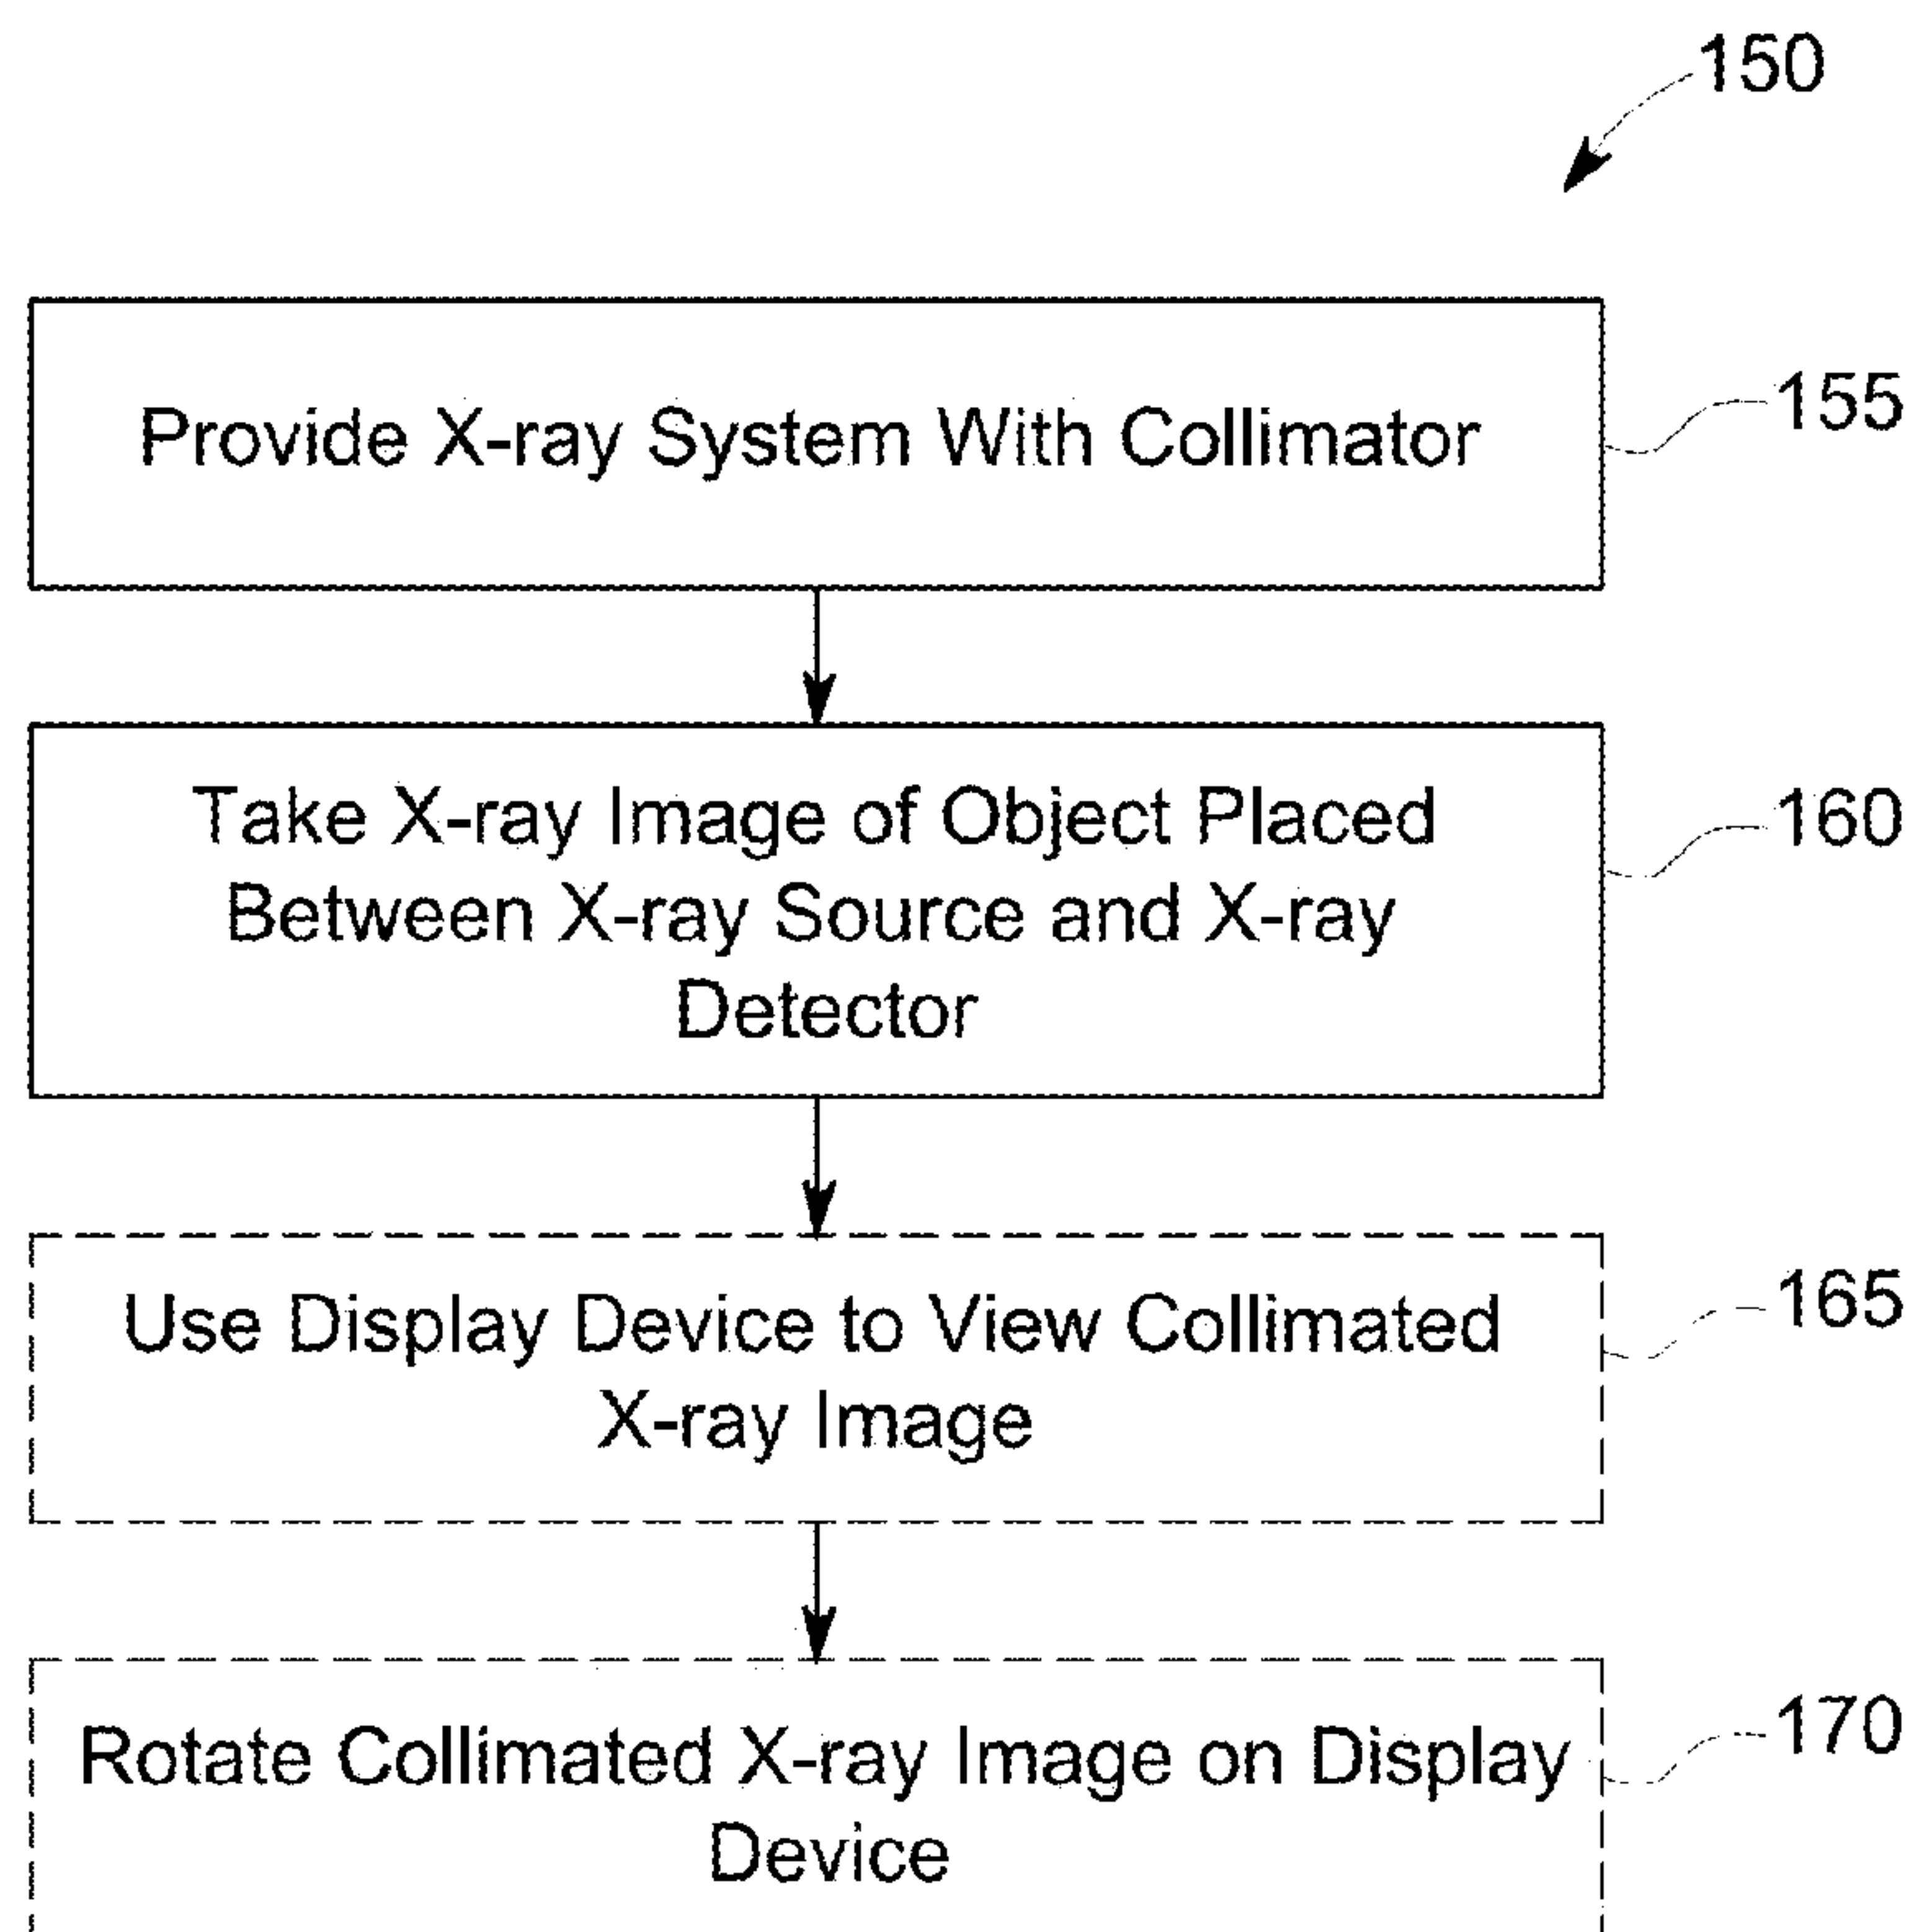 150
Provide X-ray System With Collimator
155
Take X-ray Image of Object Placed
Between X-ray Source and X-ray
Detector
160
Use Display Device to View Collimated
X-ray Image
165
Rotate Collimated X-ray Image on Display
Device
170